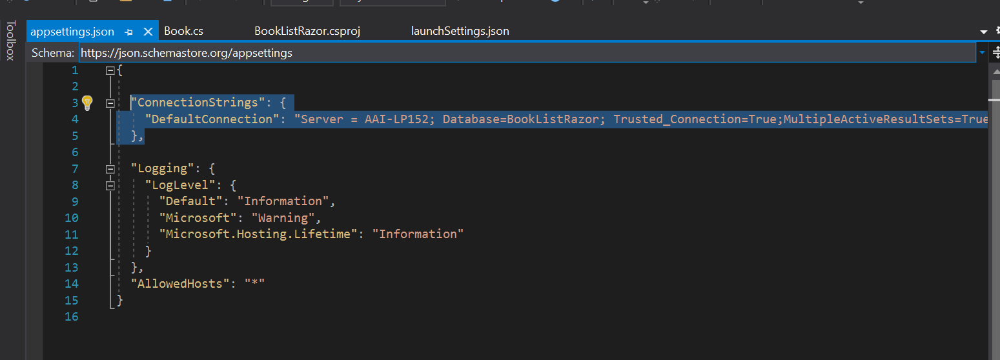 Toolbox
appsettings.json
Book.cs
BookListRazor.csproj
launchSettings.json
Schema: https://json.schemastore.org/appsettings
1 {
2
3 "ConnectionStrings": {
4 "DefaultConnection": "Server = AAI-LP152; Database=BookListRazor; Trusted_Connection=True;MultipleActiveResultSets=True
5 },
6
7 "Logging": {
8 "LogLevel": {
9 "Default": "Information",
10 "Microsoft": "Warning",
11 "Microsoft.Hosting.Lifetime": "Information"
12 }
13 },
14 "AllowedHosts": "*"
15 }
16